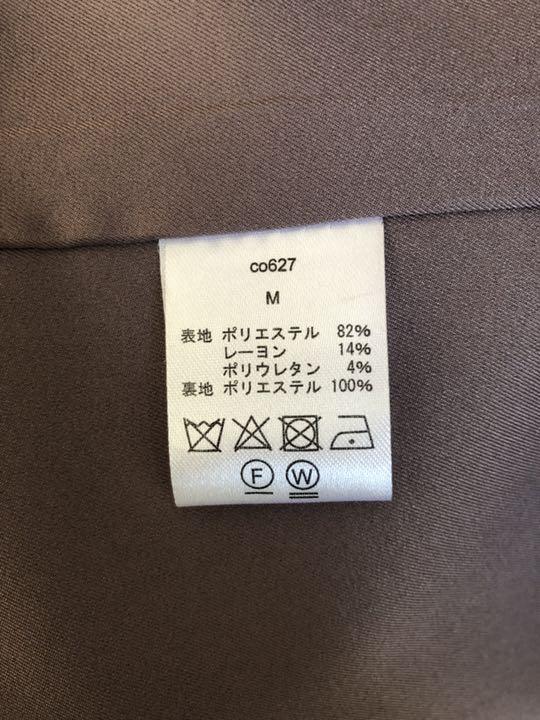 co627
M
表地 ポリエステル 82%
レーヨン 14%
ポリウレタン 4%
裏地 ポリエステル 100%
F W